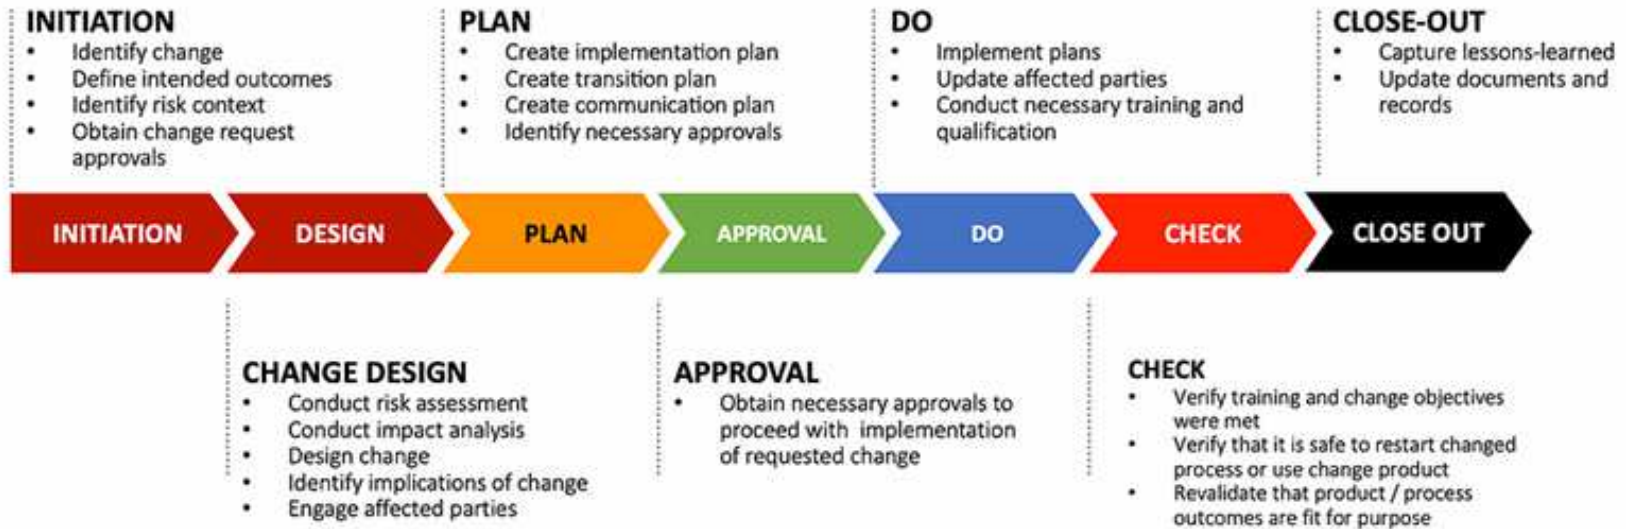 INITIATION
• Identify change
• Define intended outcomes
• Identify risk context
• Obtain change request
approvals
PLAN
• Create implementation plan
• Create transition plan
• Create communication plan
• Identify necessary approvals
DO
• Implement plans
• Update affected parties
• Conduct necessary training and
qualification
CLOSE-OUT
• Capture lessons-learned
• Update documents and
records
INITIATION
DESIGN
PLAN
APPROVAL
DO
CHECK
CLOSE OUT
CHANGE DESIGN
• Conduct risk assessment
• Conduct impact analysis
• Design change
• Identify implications of change
• Engage affected parties
APPROVAL
• Obtain necessary approvals to
proceed with implementation
of requested change
CHECK
• Verify training and change objectives
were met
• Verify that it is safe to restart changed
process or use change product
• Revalidate that product / process
outcomes are fit for purpose